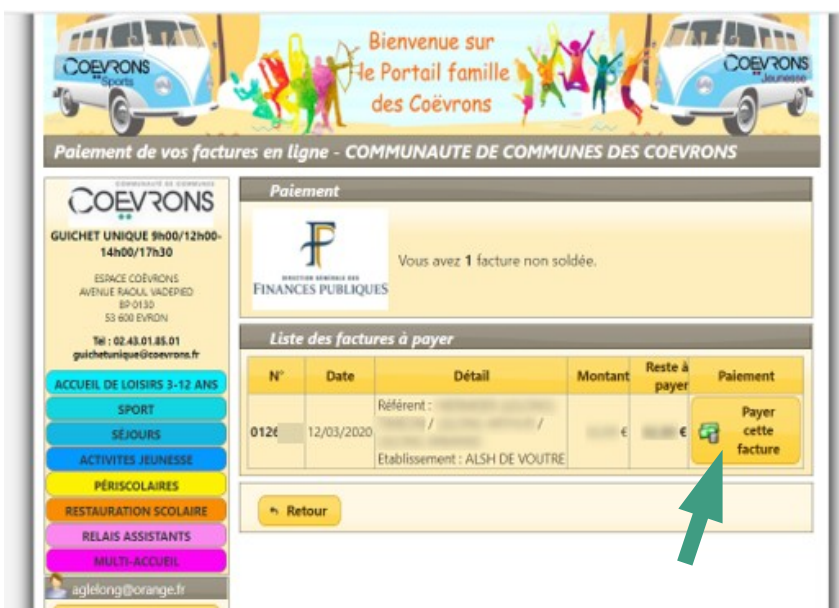 COEVRONS
Sports
Bienvenue sur
le Portail famille
des Coëvrons
COEVRONS
Jeunesse
Paiement de vos factures en ligne - COMMUNAUTE DE COMMUNES DES COEVRONS
COMMUNAUTÉ DE COMMUNES
COEVRONS
GUICHET UNIQUE 9h00/12h00-
14h00/17h30
ESPACE COËVRONS
AVENUE RAOUL VADEPIED
BP 0130
53 600 EVRON
Tél : 02.43.01.85.01
guichetunique@coevrons.fr
ACCUEIL DE LOISIRS 3-12 ANS
SPORT
SÉJOURS
ACTIVITES JEUNESSE
PÉRISCOLAIRES
RESTAURATION SCOLAIRE
RELAIS ASSISTANTS
MULTI-ACCUEIL
aglelong@orange.fr
Paiement
DIRECTION GÉNÉRALE DES
FINANCES PUBLIQUES
Vous avez 1 facture non soldée.
Liste des factures à payer
N° Date Détail Montant Reste à payer Paiement
0126 12/03/2020 Référent :
/ /
Etablissement : ALSH DE VOUTRE
€ €
Payer
cette
facture
Retour